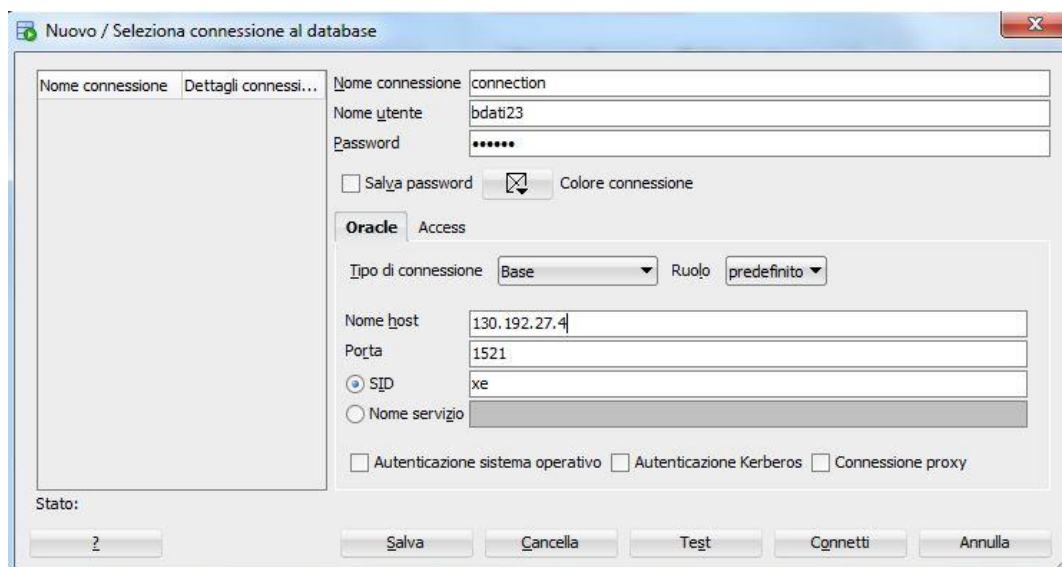 Nuovo / Seleziona connessione al database
X
Nome connessione Dettagli connessi...
Nome connessione connection
Nome utente bdati23
Password ••••••
Salva password Colore connessione
Oracle Access
Tipo di connessione Base Ruolo predefinito
Nome host 130.192.27.4
Porta 1521
SID xe
Nome servizio
Autenticazione sistema operativo Autenticazione Kerberos Connessione proxy
Stato:
? Salva Cancella Test Connetti Annulla